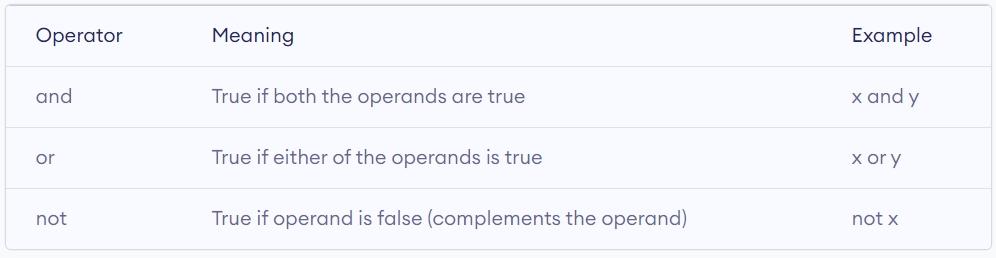 Operator Meaning Example
and True if both the operands are true x and y
or True if either of the operands is true x or y
not True if operand is false (complements the operand) not x